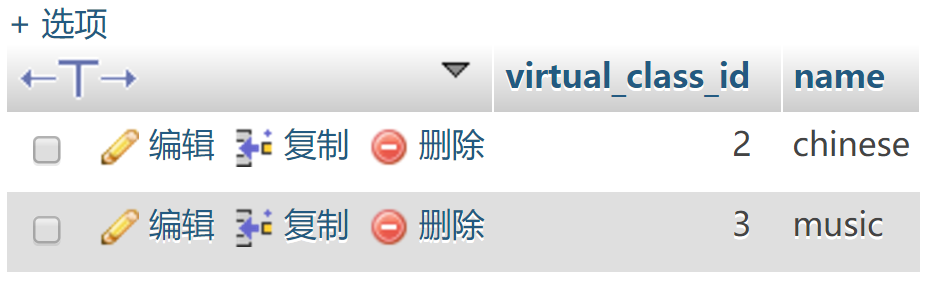 + 选项
virtual_class_id name
编辑 复制 删除 2 chinese
编辑 复制 删除 3 music